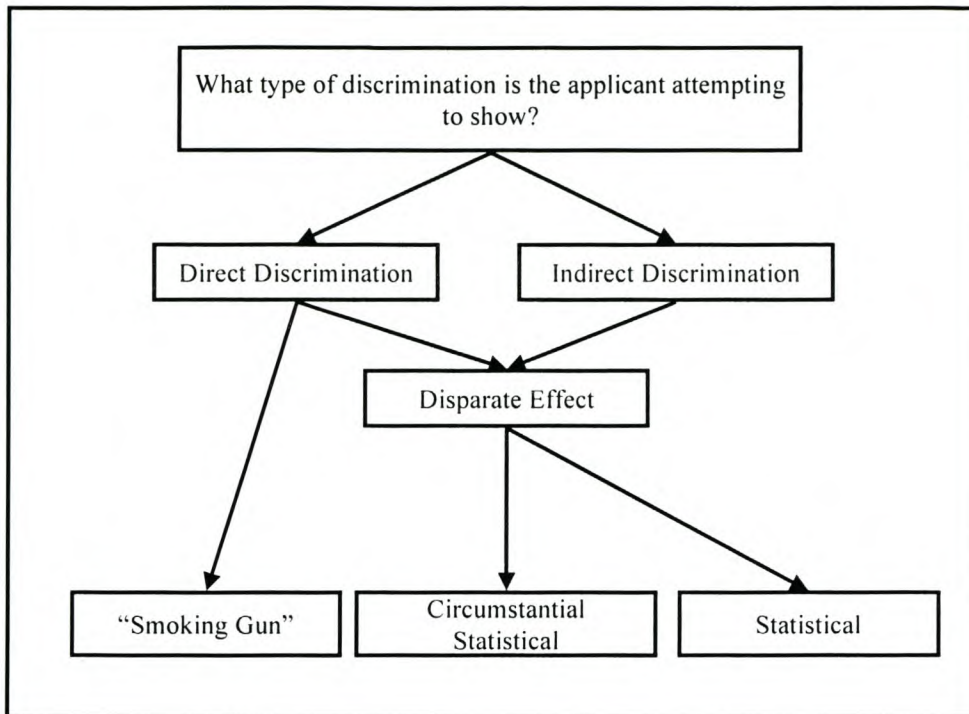 What type of discrimination is the applicant attempting
to show?
Direct Discrimination
Indirect Discrimination
Disparate Effect
“Smoking Gun”
Circumstantial
Statistical
Statistical